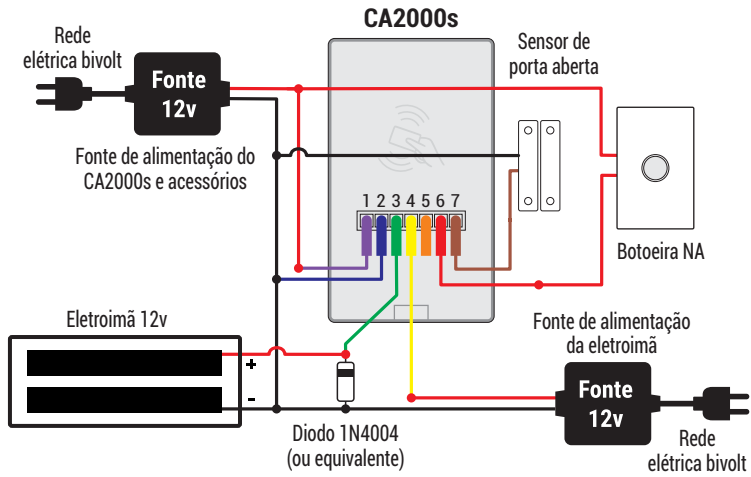 CA2000s
Rede
elétrica bivolt
Fonte
12v
Fonte de alimentação do
CA2000s e acessórios
Sensor de
porta aberta
Botoeira NA
1 2 3 4 5 6 7
Eletroimã 12v
+
-
Diodo 1N4004
(ou equivalente)
Fonte de alimentação
da eletroimã
Fonte
12v
Rede
elétrica bivolt